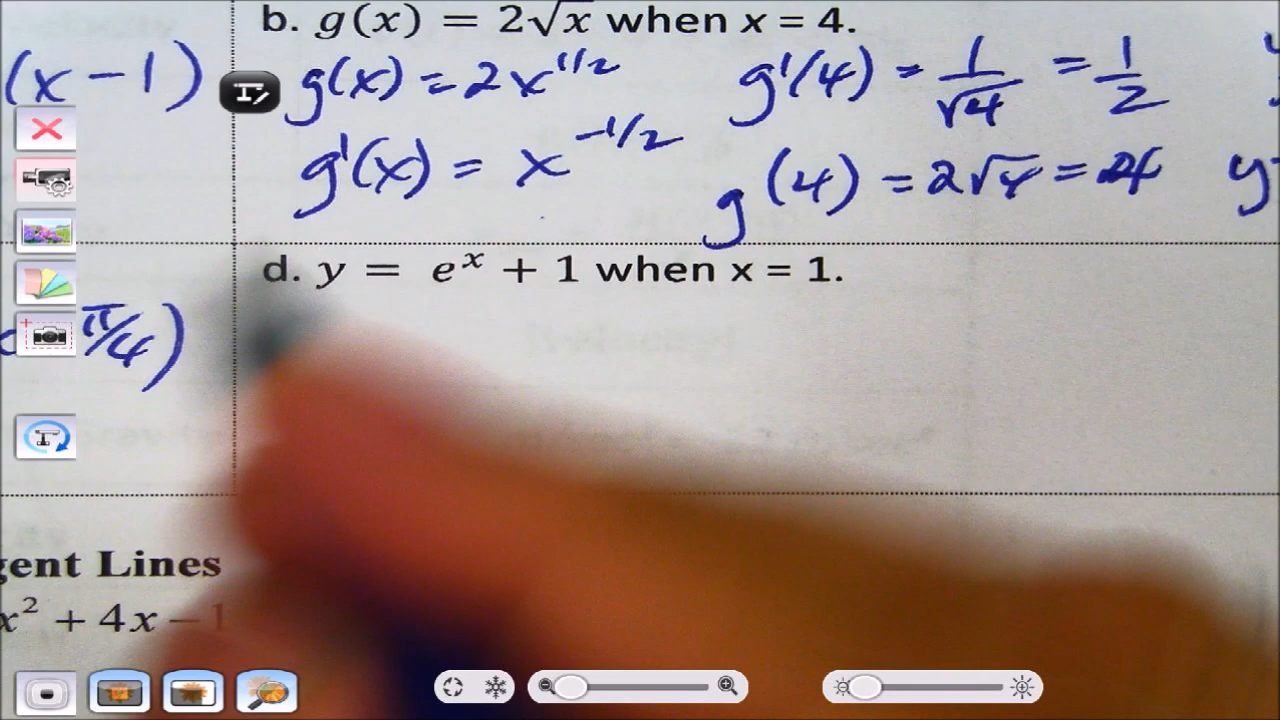 b. g(x) = 2√x when x = 4.
(x − 1) g(x) = 2x^1/2 g'(4) = 1/√4 = 1/2
g'(x) = x^-1/2 g(4) = 2√4 = 4 y
d. y = e^x + 1 when x = 1.
π/4)
gent Lines
x² + 4x − 1